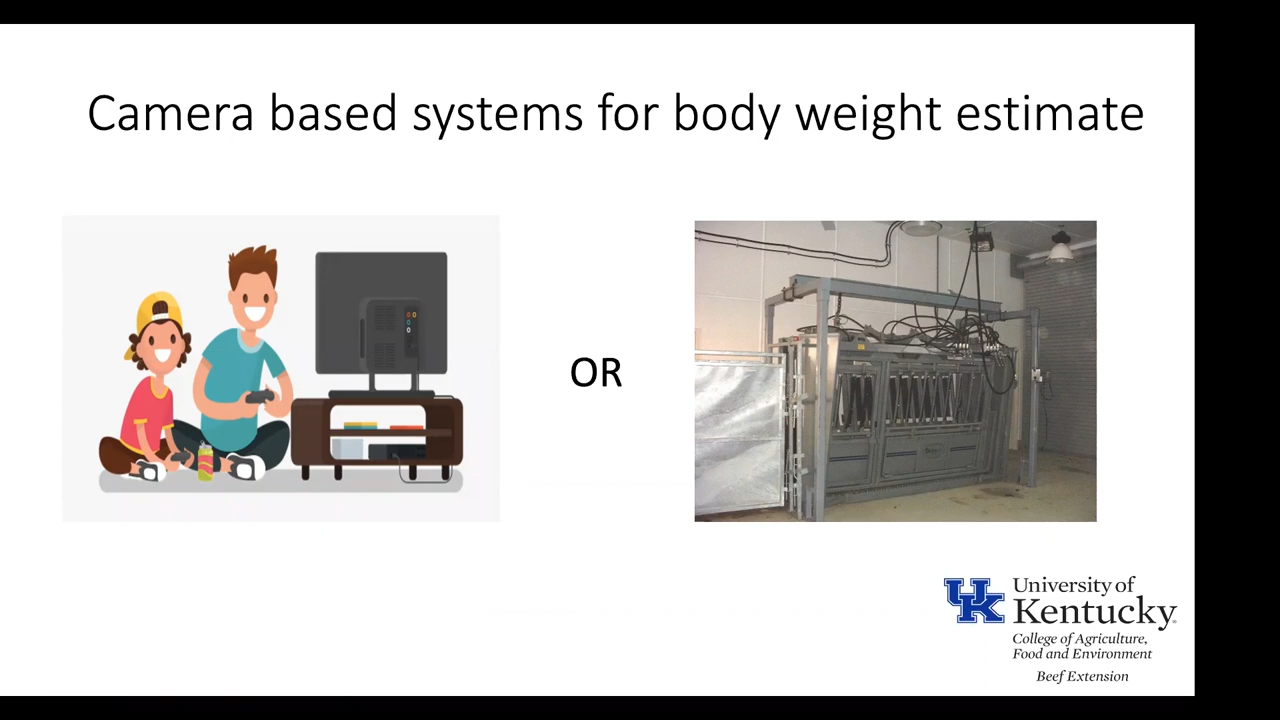 Camera based systems for body weight estimate
OR
University of
Kentucky
College of Agriculture,
Food and Environment
Beef Extension